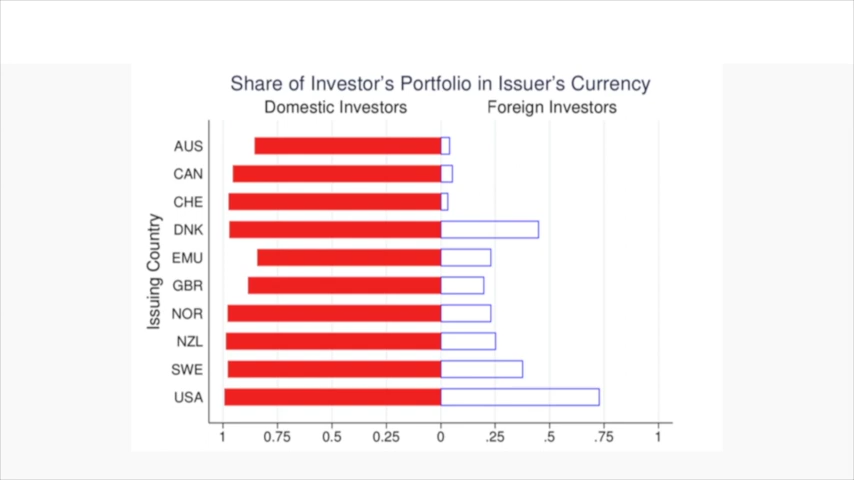 Share of Investor's Portfolio in Issuer's Currency
Domestic Investors Foreign Investors
Issuing Country
AUS
CAN
CHE
DNK
EMU
GBR
NOR
NZL
SWE
USA
1 0.75 0.5 0.25 0 .25 .5 .75 1